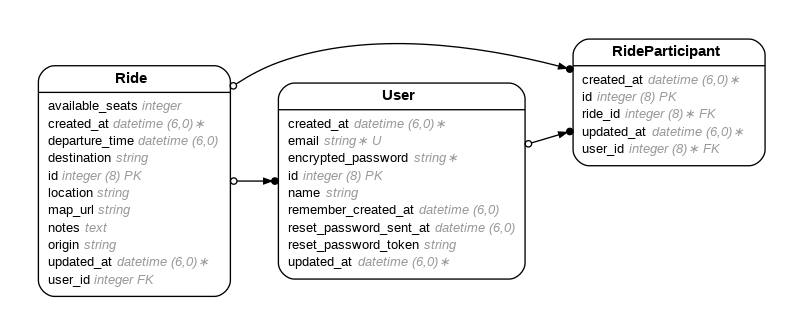 Ride
available_seats integer
created_at datetime (6,0)∗
departure_time datetime (6,0)
destination string
id integer (8) PK
location string
map_url string
notes text
origin string
updated_at datetime (6,0)∗
user_id integer FK
User
created_at datetime (6,0)∗
email string∗ U
encrypted_password string∗
id integer (8) PK
name string
remember_created_at datetime (6,0)
reset_password_sent_at datetime (6,0)
reset_password_token string
updated_at datetime (6,0)∗
RideParticipant
created_at datetime (6,0)∗
id integer (8) PK
ride_id integer (8)∗ FK
updated_at datetime (6,0)∗
user_id integer (8)∗ FK